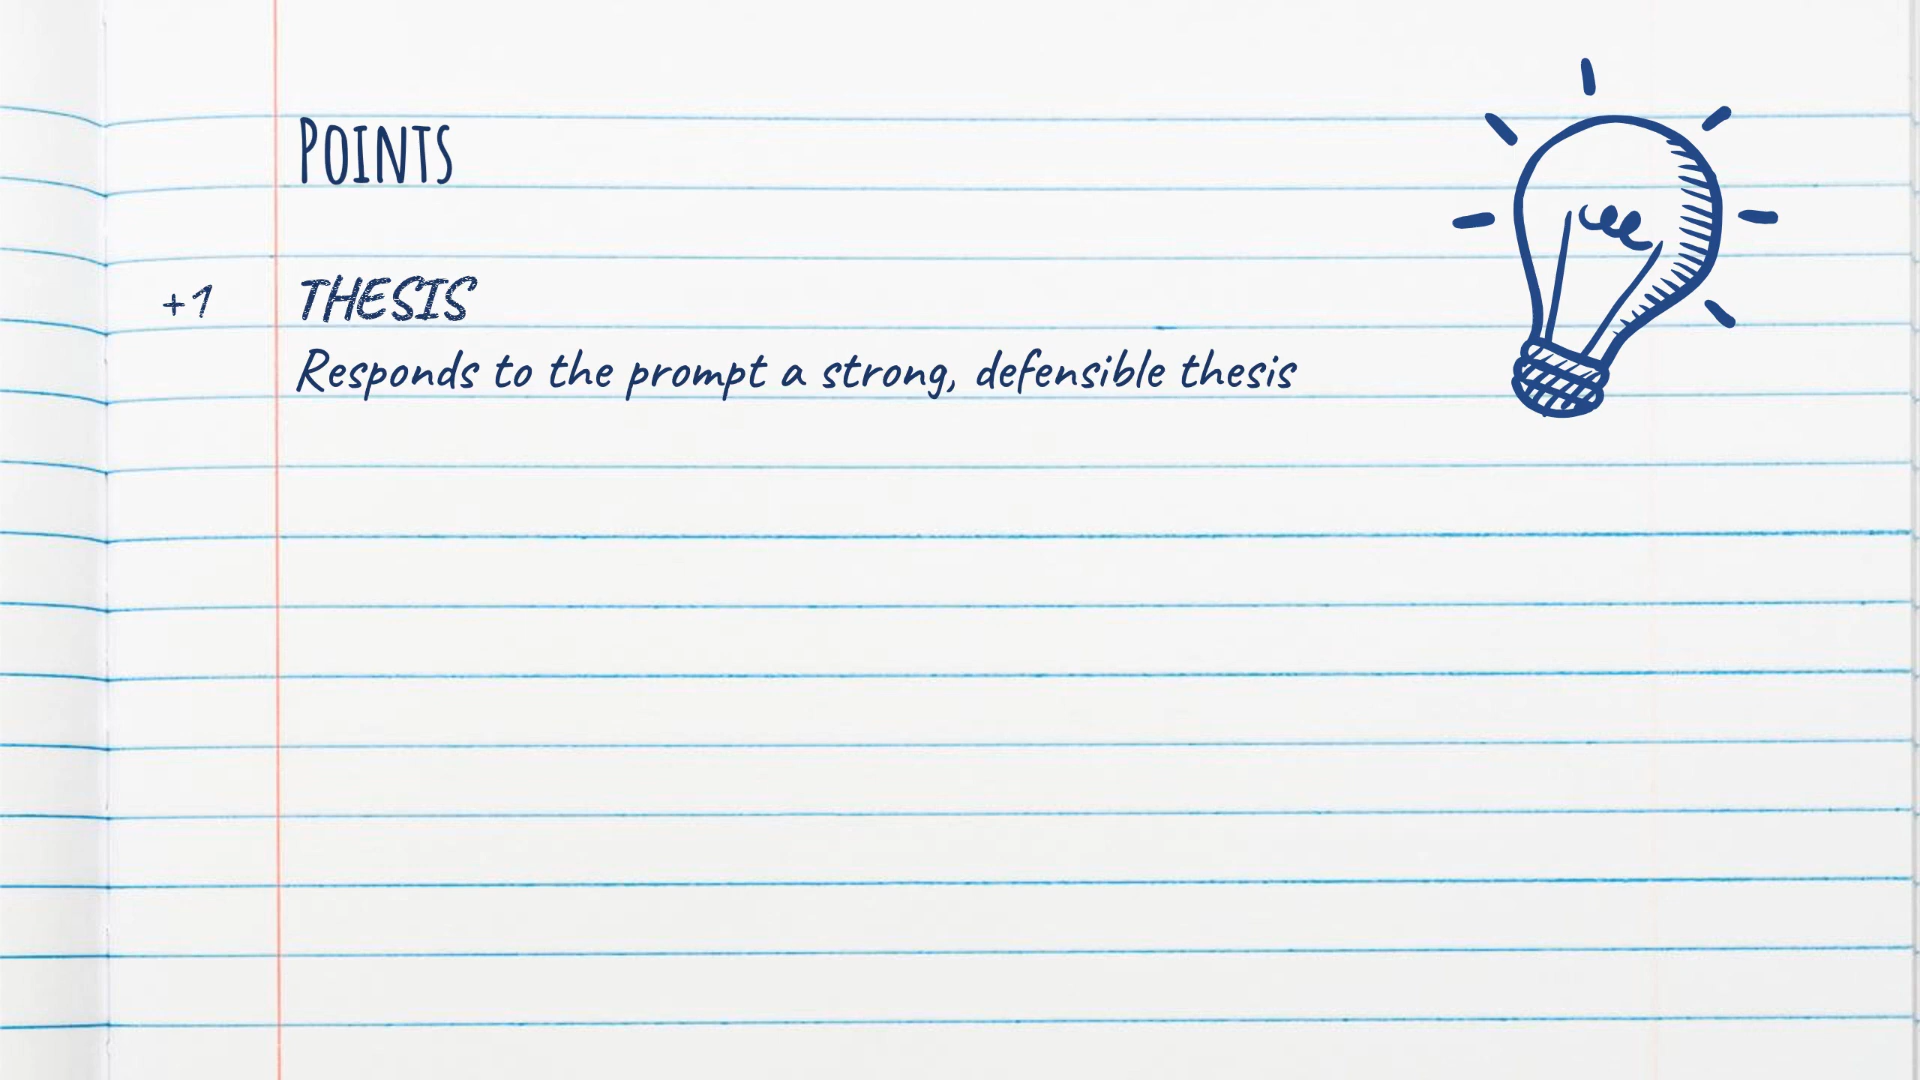 POINTS
+1 THESIS
Responds to the prompt a strong, defensible thesis